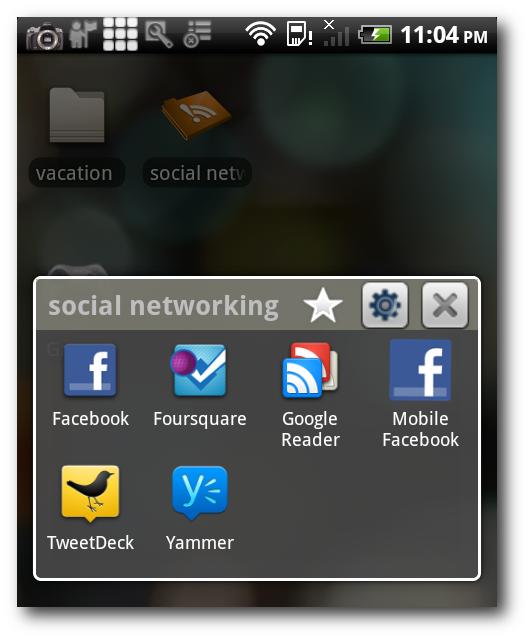 11:04 PM
vacation
social netw
social networking
Facebook
Foursquare
Google
Reader
Mobile
Facebook
TweetDeck
Yammer